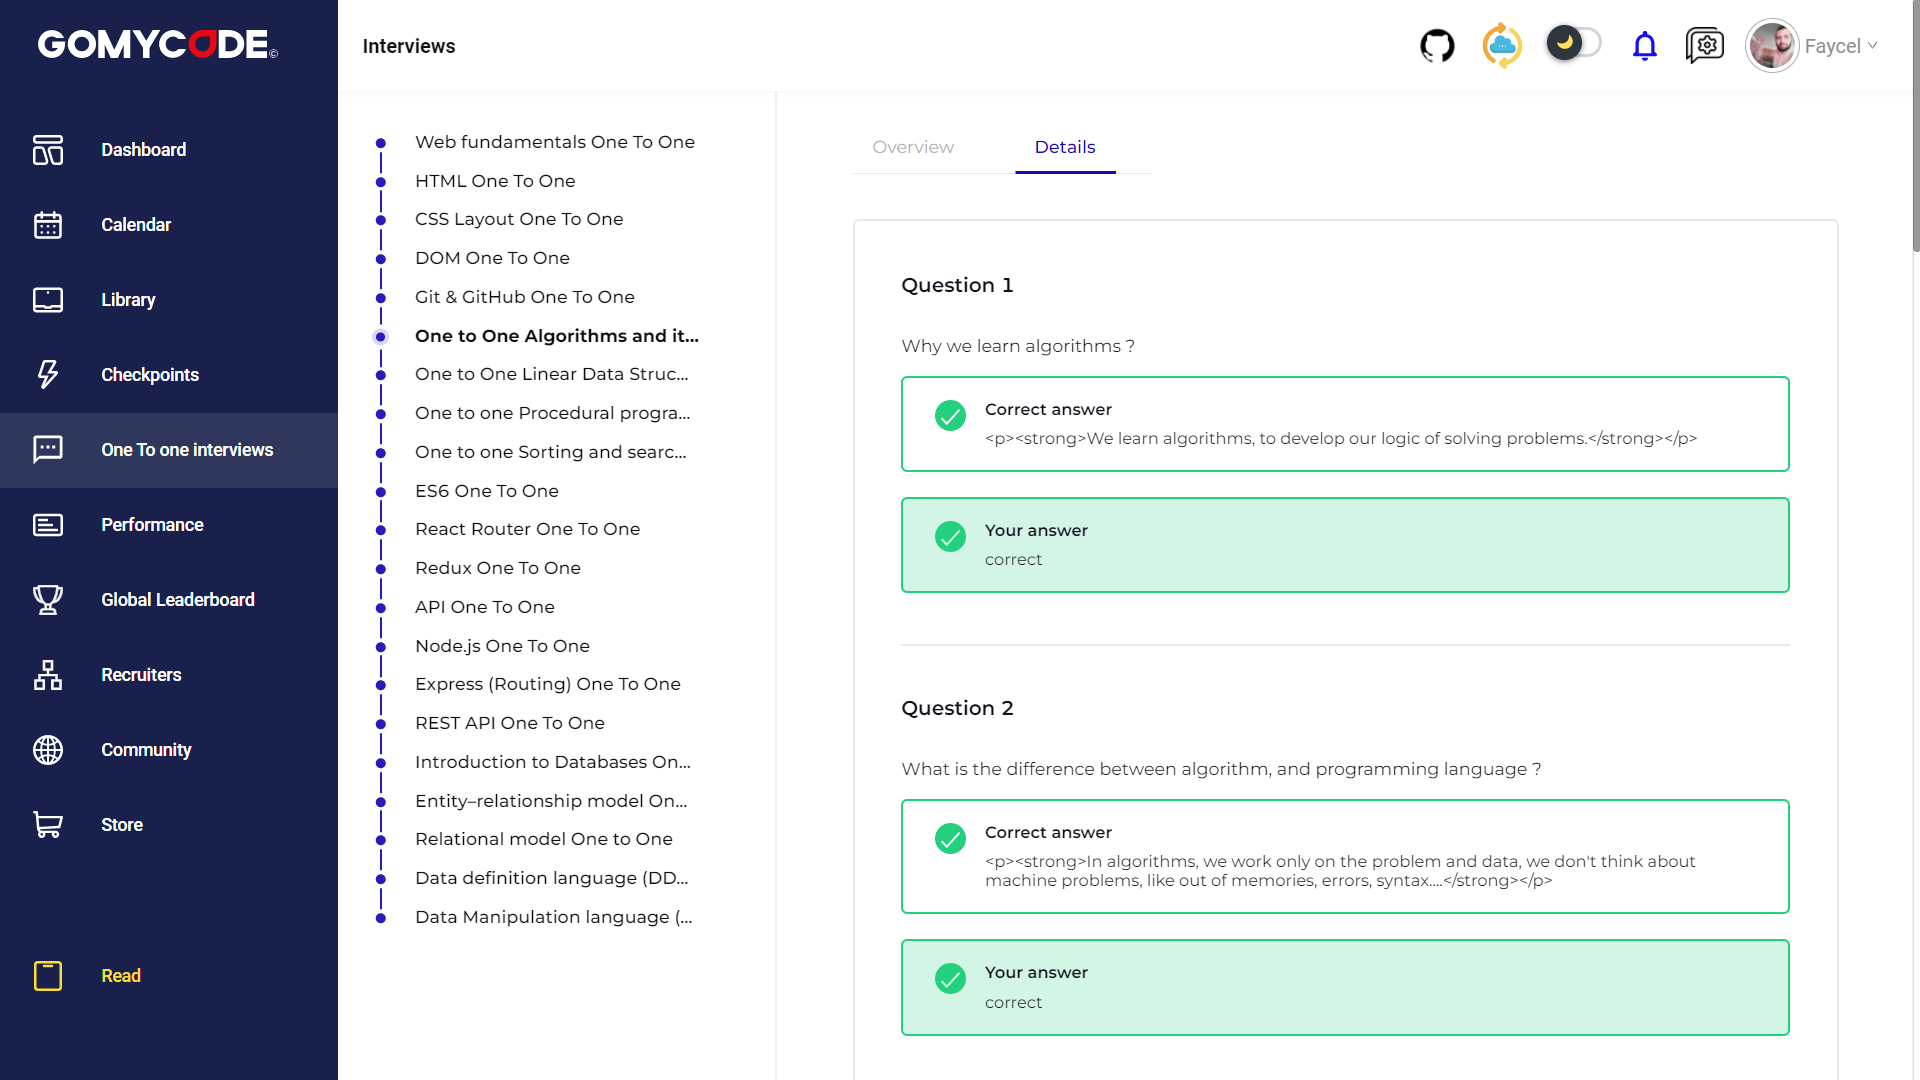 GOMYCODE©
Dashboard
Calendar
Library
Checkpoints
One To one interviews
Performance
Global Leaderboard
Recruiters
Community
Store
Read
Interviews
Faycel
Web fundamentals One To One
HTML One To One
CSS Layout One To One
DOM One To One
Git & GitHub One To One
One to One Algorithms and it...
One to One Linear Data Struc...
One to one Procedural progra...
One to one Sorting and searc...
ES6 One To One
React Router One To One
Redux One To One
API One To One
Node.js One To One
Express (Routing) One To One
REST API One To One
Introduction to Databases On...
Entity–relationship model On...
Relational model One to One
Data definition language (DD...
Data Manipulation language (...
Overview
Details
Question 1
Why we learn algorithms ?
Correct answer
<p><strong>We learn algorithms, to develop our logic of solving problems.</strong></p>
Your answer
correct
Question 2
What is the difference between algorithm, and programming language ?
Correct answer
<p><strong>In algorithms, we work only on the problem and data, we don't think about
machine problems, like out of memories, errors, syntax....</strong></p>
Your answer
correct